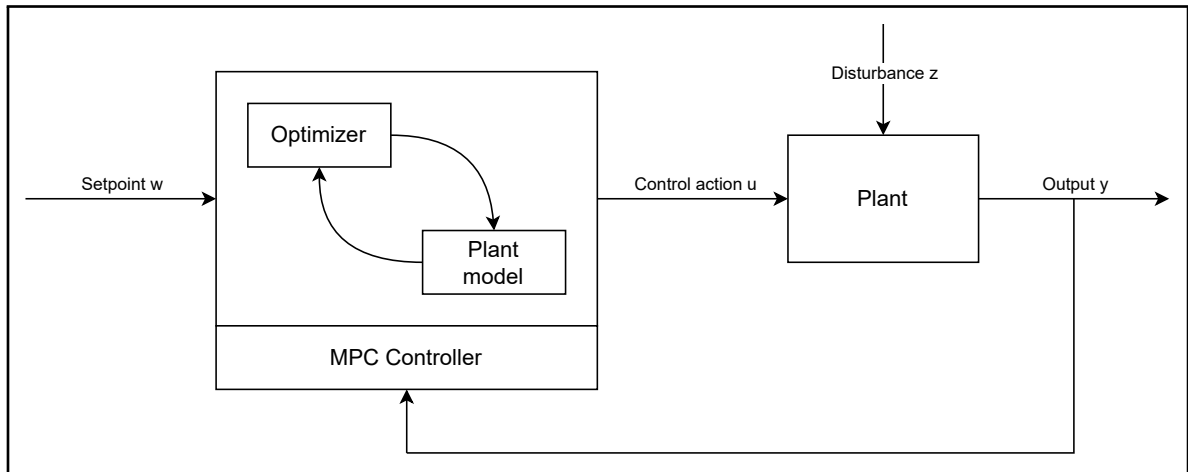 Disturbance z
Optimizer
Setpoint w
Control action u
Plant
Output y
Plant
model
MPC Controller